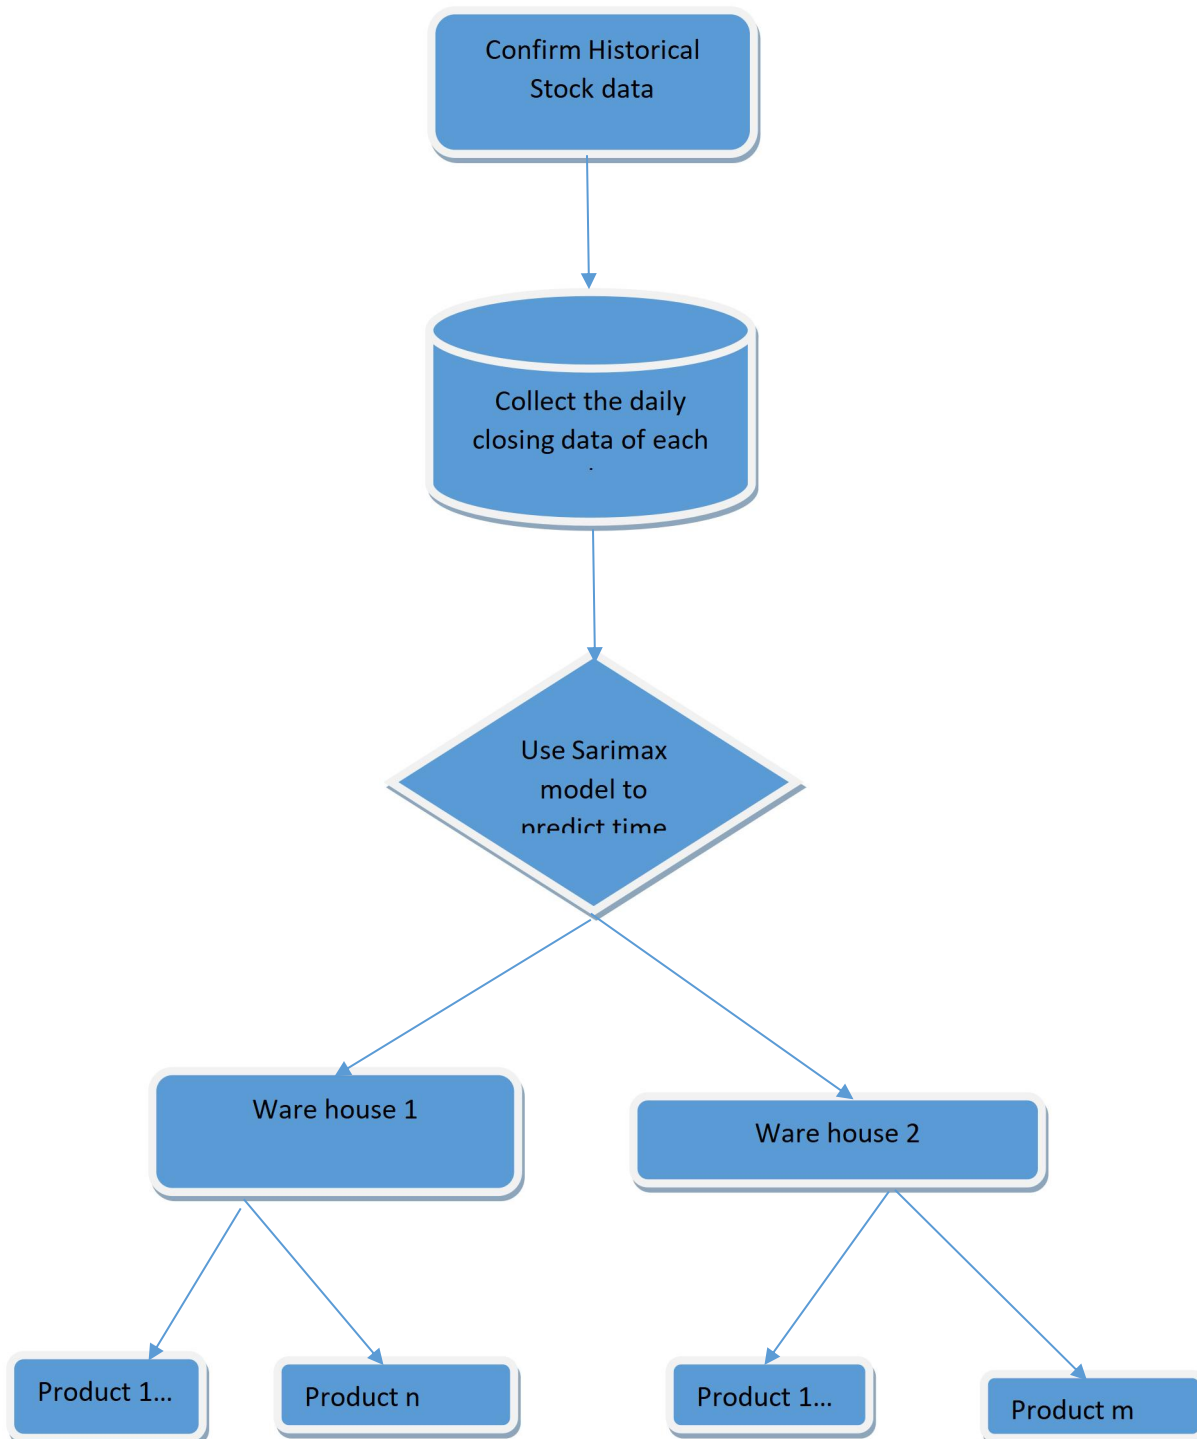 Confirm Historical
Stock data
Collect the daily
closing data of each
Use Sarimax
model to
predict time
Ware house 1
Ware house 2
Product 1...
Product n
Product 1...
Product m